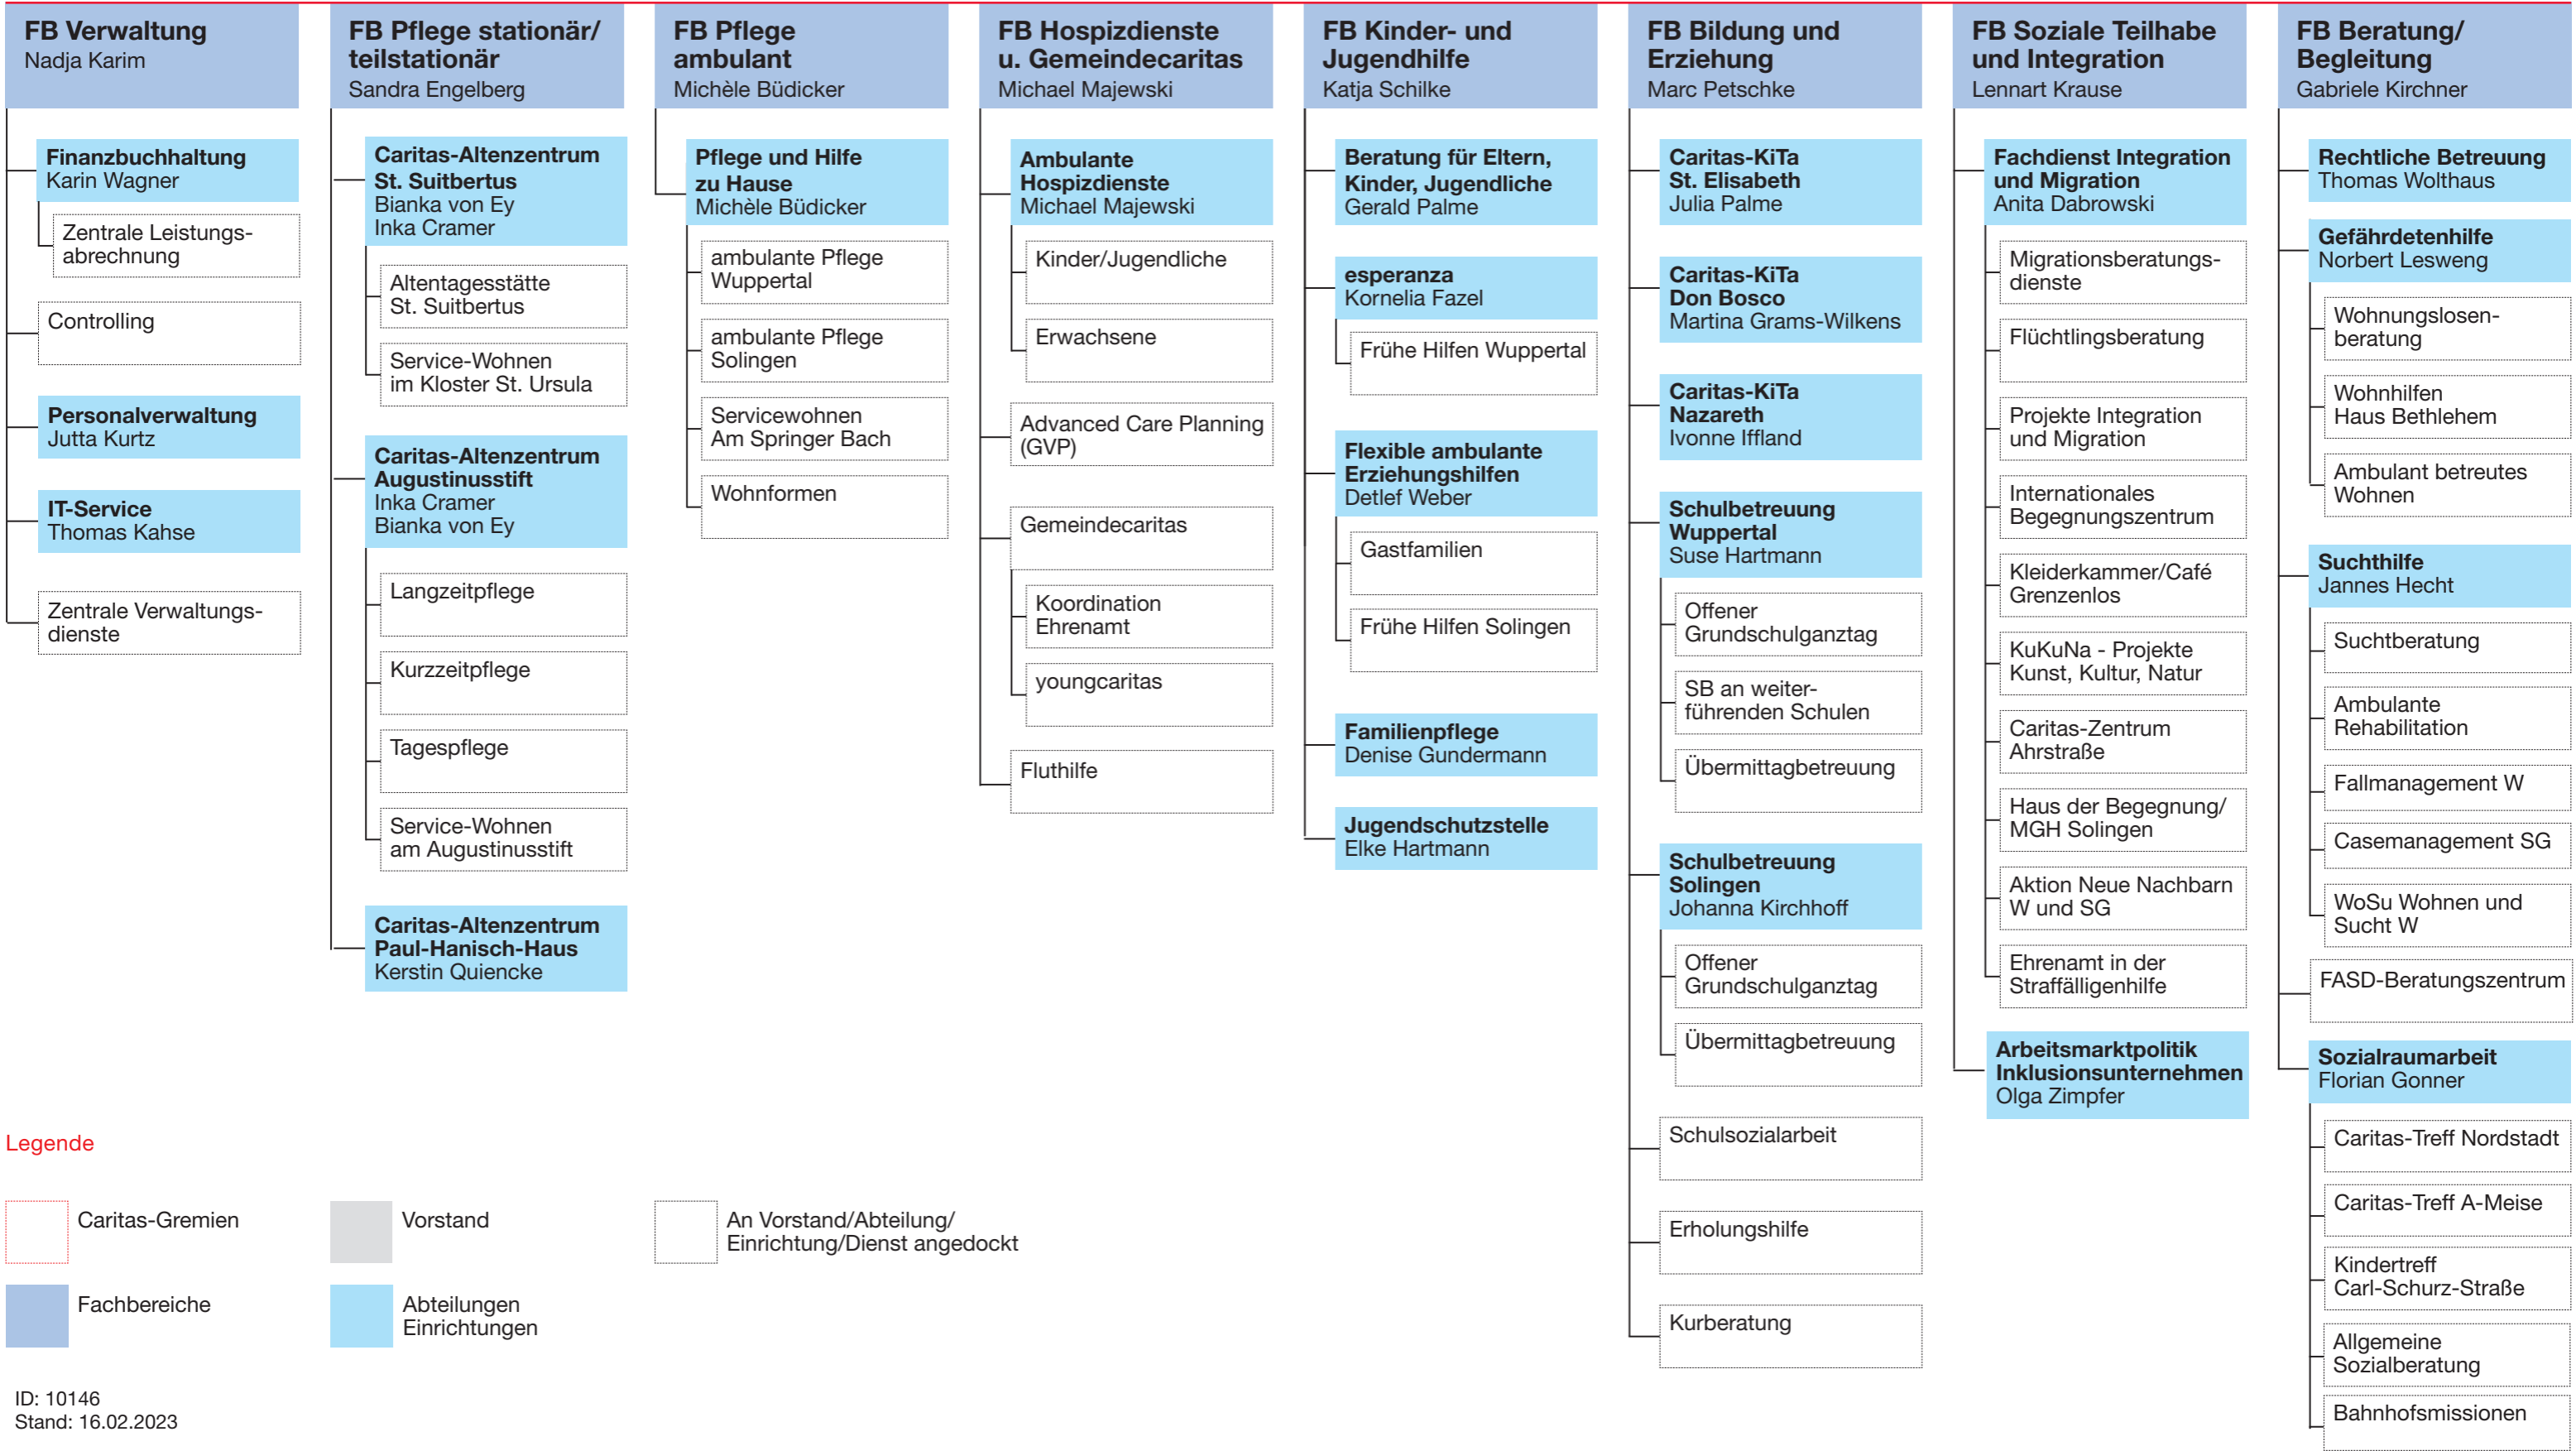 FB Verwaltung
Nadja Karim
Finanzbuchhaltung
Karin Wagner
Zentrale Leistungs-
abrechnung
Controlling
Personalverwaltung
Jutta Kurtz
IT-Service
Thomas Kahse
Zentrale Verwaltungs-
dienste
FB Pflege stationär/
teilstationär
Sandra Engelberg
Caritas-Altenzentrum
St. Suitbertus
Bianka von Ey
Inka Cramer
Altentagesstätte
St. Suitbertus
Service-Wohnen
im Kloster St. Ursula
Caritas-Altenzentrum
Augustinusstift
Inka Cramer
Bianka von Ey
Langzeitpflege
Kurzzeitpflege
Tagespflege
Service-Wohnen
am Augustinusstift
Caritas-Altenzentrum
Paul-Hanisch-Haus
Kerstin Quiencke
FB Pflege
ambulant
Michèle Büdicker
Pflege und Hilfe
zu Hause
Michèle Büdicker
ambulante Pflege
Wuppertal
ambulante Pflege
Solingen
Servicewohnen
Am Springer Bach
Wohnformen
FB Hospizdienste
u. Gemeindecaritas
Michael Majewski
Ambulante
Hospizdienste
Michael Majewski
Kinder/Jugendliche
Erwachsene
Advanced Care Planning
(GVP)
Gemeindecaritas
Koordination
Ehrenamt
youngcaritas
Fluthilfe
FB Kinder- und
Jugendhilfe
Katja Schilke
Beratung für Eltern,
Kinder, Jugendliche
Gerald Palme
esperanza
Kornelia Fazel
Frühe Hilfen Wuppertal
Flexible ambulante
Erziehungshilfen
Detlef Weber
Gastfamilien
Frühe Hilfen Solingen
Familienpflege
Denise Gundermann
Jugendschutzstelle
Elke Hartmann
FB Bildung und
Erziehung
Marc Petschke
Caritas-KiTa
St. Elisabeth
Julia Palme
Caritas-KiTa
Don Bosco
Martina Grams-Wilkens
Caritas-KiTa
Nazareth
Ivonne Iffland
Schulbetreuung
Wuppertal
Suse Hartmann
Offener
Grundschulganztag
SB an weiter-
führenden Schulen
Übermittagbetreuung
Schulbetreuung
Solingen
Johanna Kirchhoff
Offener
Grundschulganztag
Übermittagbetreuung
Schulsozialarbeit
Erholungshilfe
Kurberatung
FB Soziale Teilhabe
und Integration
Lennart Krause
Fachdienst Integration
und Migration
Anita Dabrowski
Migrationsberatungs-
dienste
Flüchtlingsberatung
Projekte Integration
und Migration
Internationales
Begegnungszentrum
Kleiderkammer/Café
Grenzenlos
KuKuNa - Projekte
Kunst, Kultur, Natur
Caritas-Zentrum
Ahrstraße
Haus der Begegnung/
MGH Solingen
Aktion Neue Nachbarn
W und SG
Ehrenamt in der
Straffälligenhilfe
Arbeitsmarktpolitik
Inklusionsunternehmen
Olga Zimpfer
FB Beratung/
Begleitung
Gabriele Kirchner
Rechtliche Betreuung
Thomas Wolthaus
Gefährdetenhilfe
Norbert Lesweng
Wohnungslosen-
beratung
Wohnhilfen
Haus Bethlehem
Ambulant betreutes
Wohnen
Suchthilfe
Jannes Hecht
Suchtberatung
Ambulante
Rehabilitation
Fallmanagement W
Casemanagement SG
WoSu Wohnen und
Sucht W
FASD-Beratungszentrum
Sozialraumarbeit
Florian Gonner
Caritas-Treff Nordstadt
Caritas-Treff A-Meise
Kindertreff
Carl-Schurz-Straße
Allgemeine
Sozialberatung
Bahnhofsmissionen
Legende
Caritas-Gremien
Vorstand
An Vorstand/Abteilung/
Einrichtung/Dienst angedockt
Fachbereiche
Abteilungen
Einrichtungen
ID: 10146
Stand: 16.02.2023